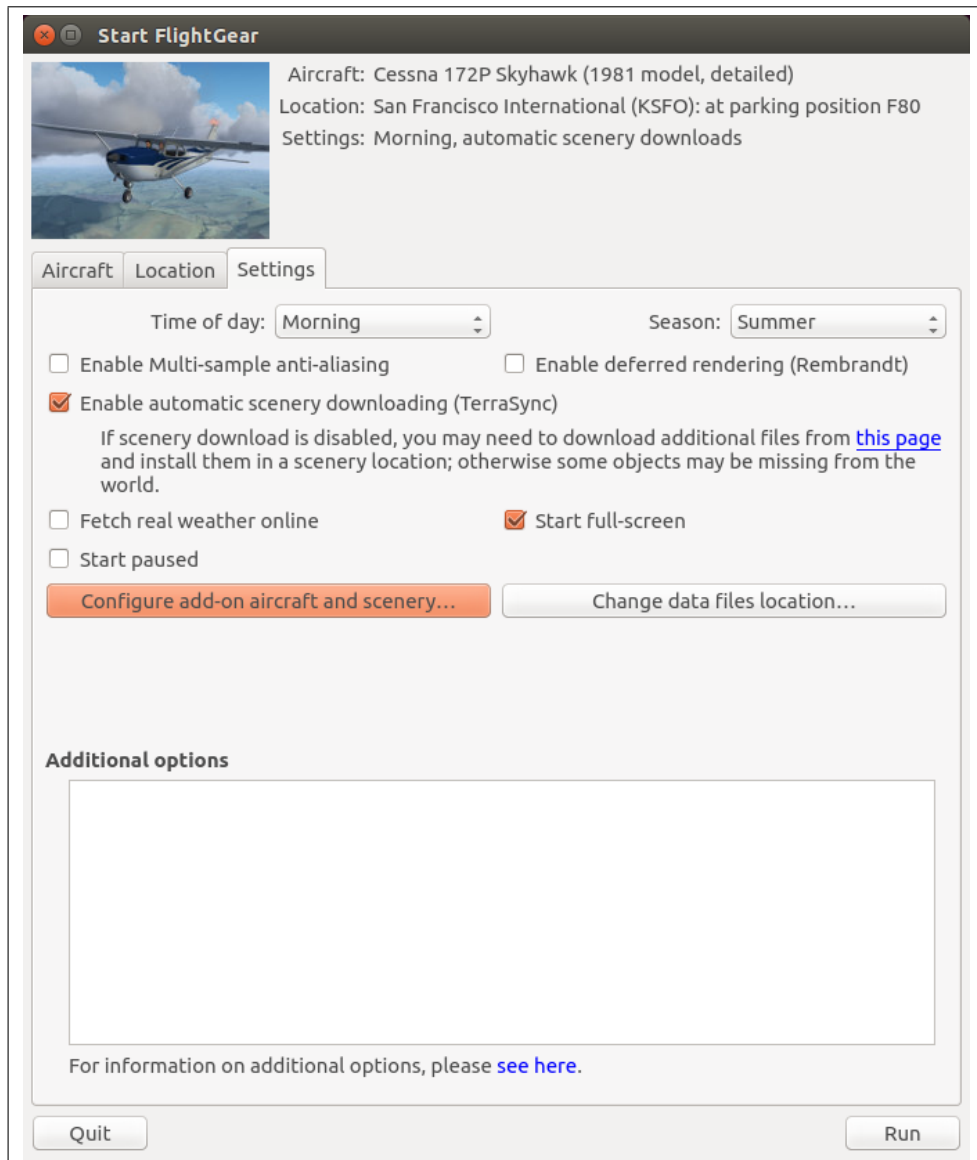 Start FlightGear
Aircraft: Cessna 172P Skyhawk (1981 model, detailed)
Location: San Francisco International (KSFO): at parking position F80
Settings: Morning, automatic scenery downloads
Aircraft Location Settings
Time of day: Morning Season: Summer
Enable Multi-sample anti-aliasing Enable deferred rendering (Rembrandt)
Enable automatic scenery downloading (TerraSync)
If scenery download is disabled, you may need to download additional files from this page
and install them in a scenery location; otherwise some objects may be missing from the
world.
Fetch real weather online Start full-screen
Start paused
Configure add-on aircraft and scenery... Change data files location...
Additional options
For information on additional options, please see here.
Quit Run